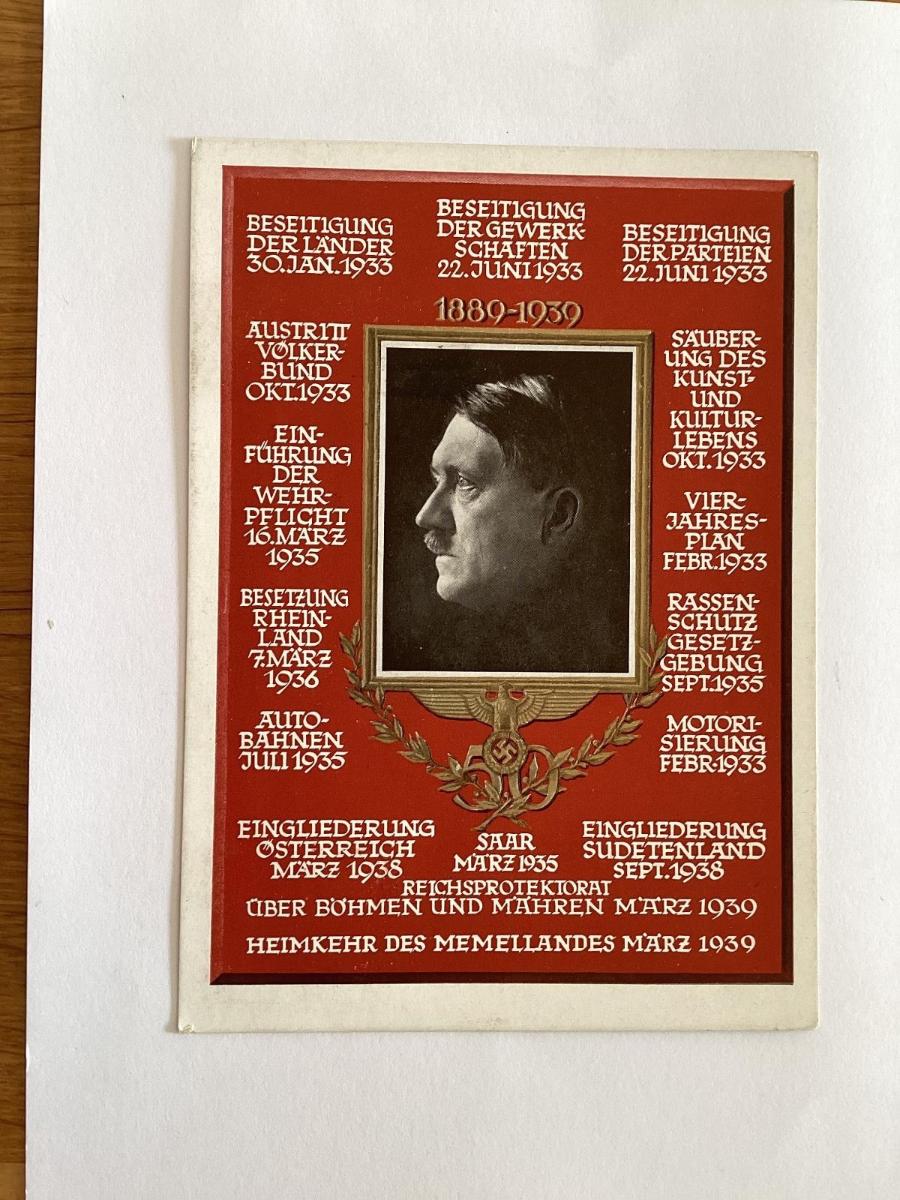 BESEITIGUNG
DER LÄNDER
30. JAN. 1933
BESEITIGUNG
DER GEWERK-
SCHAFTEN
22. JUNI 1933
BESEITIGUNG
DER PARTEIEN
22. JUNI 1933
1889-1939
AUSTRITT
VÖLKER-
BUND
OKT. 1933
EIN-
FÜHRUNG
DER
WEHR-
PFLICHT
16. MÄRZ
1935
BESETZUNG
RHEIN-
LAND
7. MÄRZ
1936
AUTO-
BAHNEN
JULI 1935
SÄUBER-
UNG DES
KUNST-
UND
KULTUR-
LEBENS
OKT. 1933
VIER-
JAHRES-
PLAN
FEBR. 1933
RASSEN-
SCHUTZ
GESETZ-
GEBUNG
SEPT. 1935
MOTORI-
SIERUNG
FEBR. 1933
50
EINGLIEDERUNG
ÖSTERREICH
MÄRZ 1938
SAAR
MÄRZ 1935
EINGLIEDERUNG
SUDETENLAND
SEPT. 1938
REICHSPROTEKTORAT
ÜBER BÖHMEN UND MÄHREN MÄRZ 1939
HEIMKEHR DES MEMELLANDES MÄRZ 1939